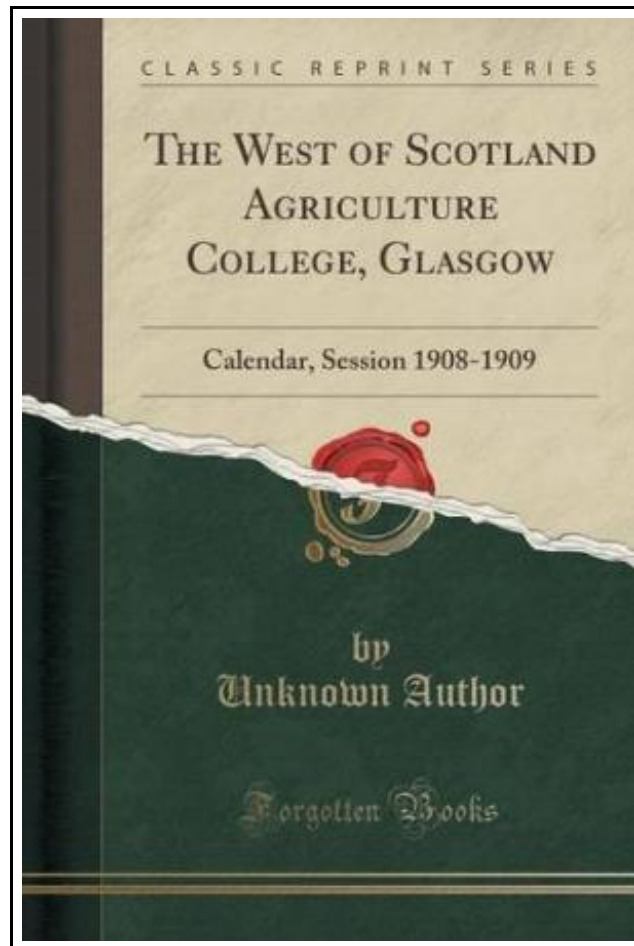 CLASSIC REPRINT SERIES
THE WEST OF SCOTLAND
AGRICULTURE
COLLEGE, GLASGOW
Calendar, Session 1908-1909
by
Unknown Author
Forgotten Books